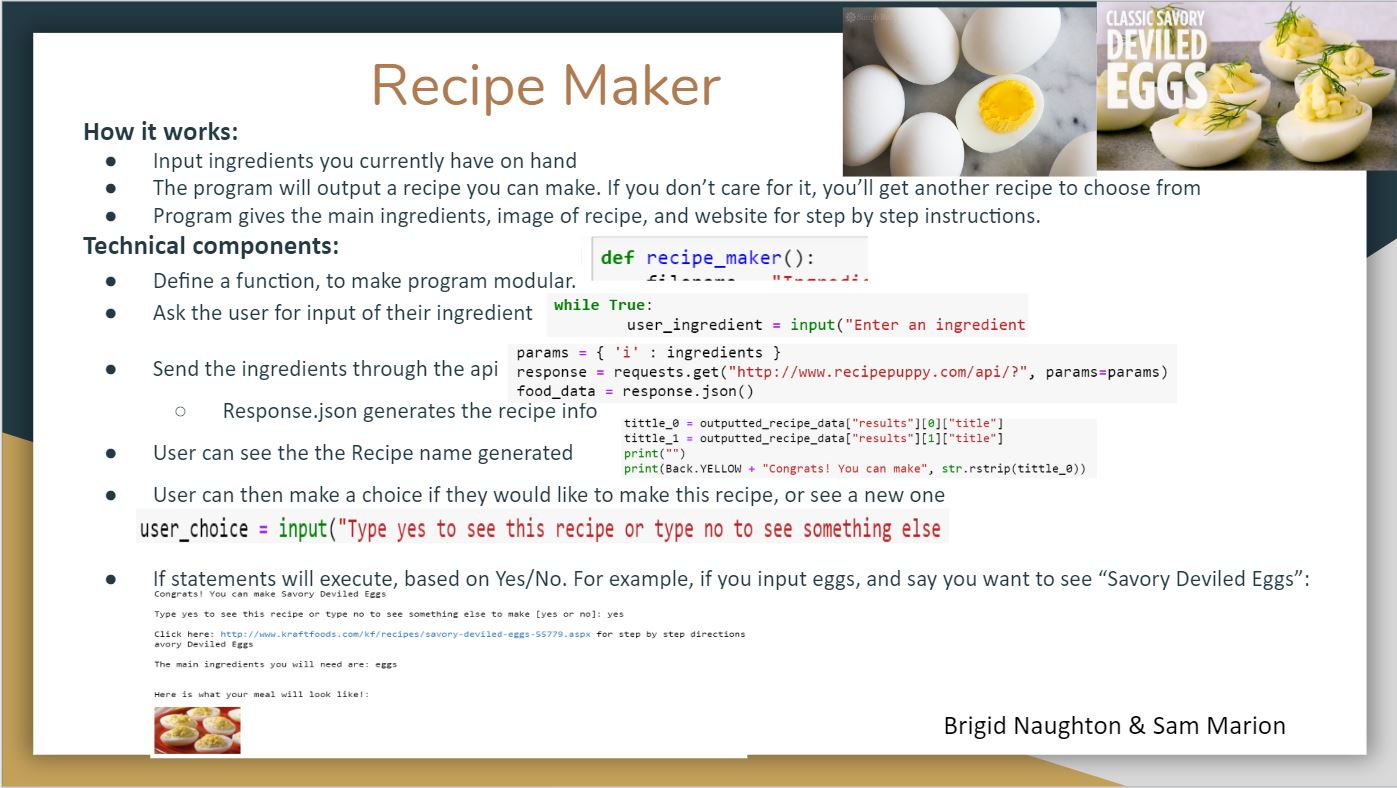 CLASSIC SAVORY
DEVILED
EGGS
Recipe Maker
How it works:
● Input ingredients you currently have on hand
● The program will output a recipe you can make. If you don’t care for it, you’ll get another recipe to choose from
● Program gives the main ingredients, image of recipe, and website for step by step instructions.
Technical components:
● Define a function, to make program modular.
def recipe_maker():
● Ask the user for input of their ingredient
while True:
user_ingredient = input("Enter an ingredient
● Send the ingredients through the api
params = { 'i' : ingredients }
response = requests.get("http://www.recipepuppy.com/api/?", params=params)
food_data = response.json()
○ Response.json generates the recipe info
● User can see the the Recipe name generated
tittle_0 = outputted_recipe_data["results"][0]["title"]
tittle_1 = outputted_recipe_data["results"][1]["title"]
print("")
print(Back.YELLOW + "Congrats! You can make", str.rstrip(tittle_0))
● User can then make a choice if they would like to make this recipe, or see a new one
user_choice = input("Type yes to see this recipe or type no to see something else
● If statements will execute, based on Yes/No. For example, if you input eggs, and say you want to see “Savory Deviled Eggs”:
Congrats! You can make Savory Deviled Eggs
Type yes to see this recipe or type no to see something else to make [yes or no]: yes
Click here: http://www.kraftfoods.com/kf/recipes/savory-deviled-eggs-55779.aspx for step by step directions
avory Deviled Eggs
The main ingredients you will need are: eggs
Here is what your meal will look like!:
Brigid Naughton & Sam Marion